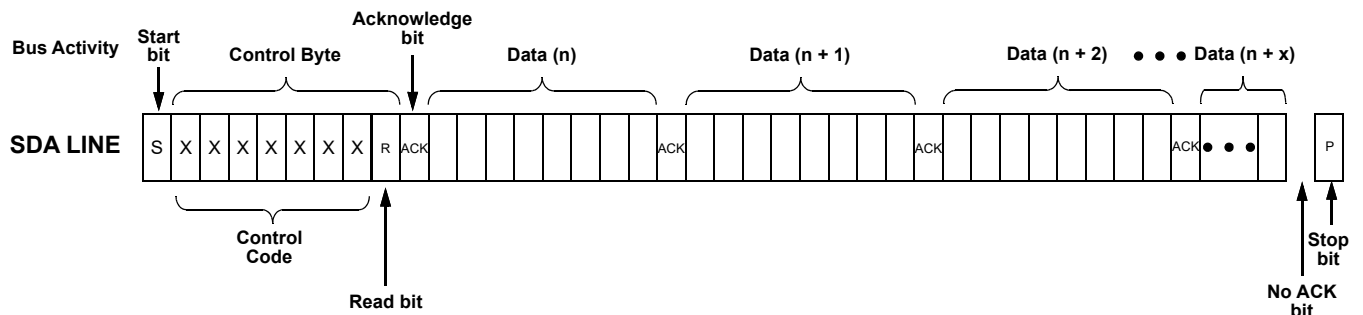 Bus Activity
Start
bit
Control Byte
Acknowledge
bit
Data (n)
Data (n + 1)
Data (n + 2)
• • •
Data (n + x)
SDA LINE
S X X X X X X X R ACK ACK ACK ACK • • • P
Control
Code
Read bit
No ACK
bit
Stop
bit